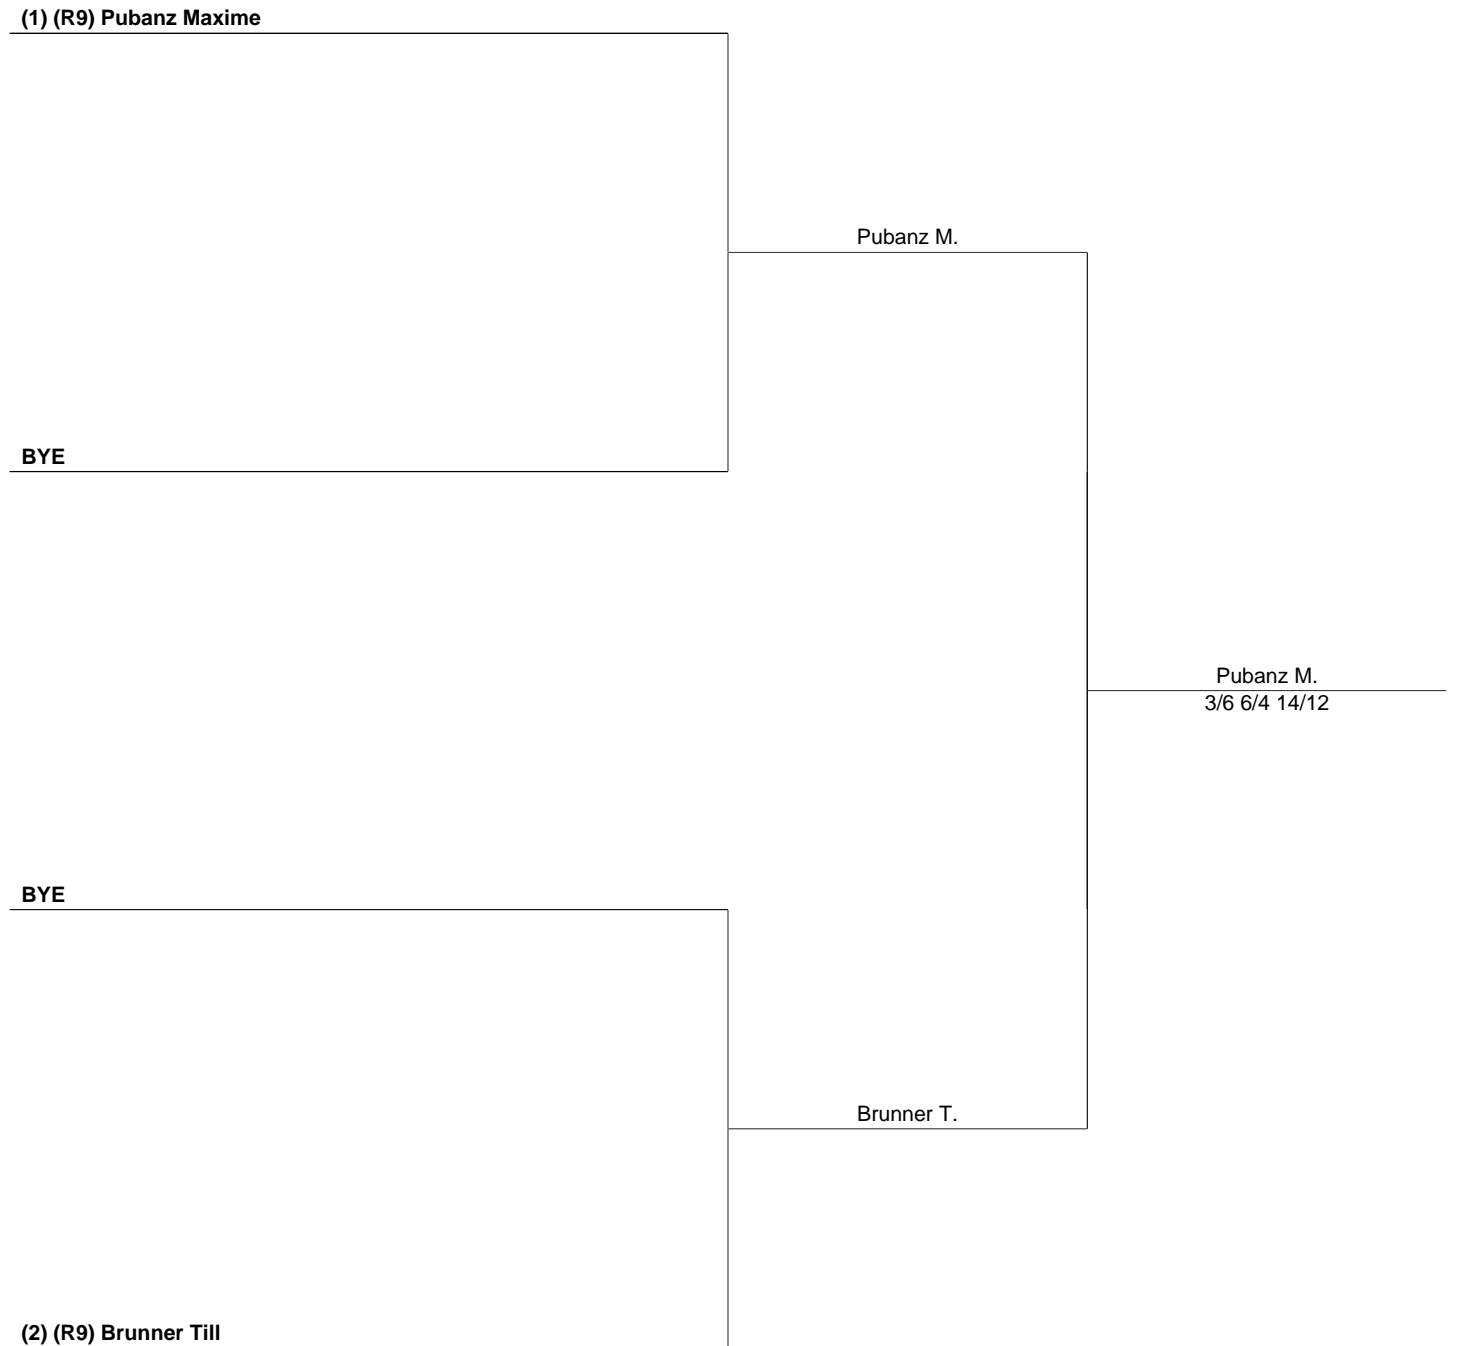 (1) (R9) Pubanz Maxime
Pubanz M.
BYE
Pubanz M.
3/6 6/4 14/12
BYE
Brunner T.
(2) (R9) Brunner Till